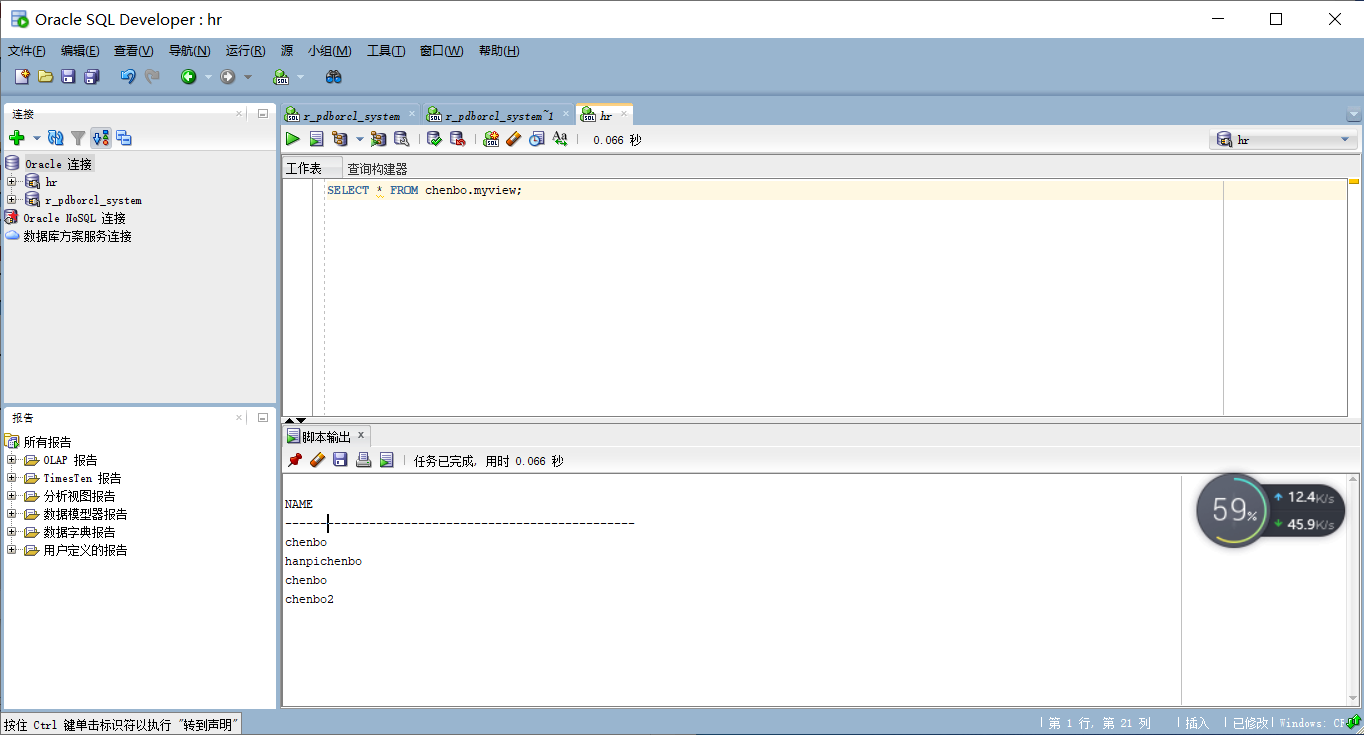 Oracle SQL Developer : hr
文件(F) 编辑(E) 查看(V) 导航(N) 运行(R) 源 小组(M) 工具(T) 窗口(W) 帮助(H)
连接
Oracle 连接
hr
r_pdborcl_system
Oracle NoSQL 连接
数据库方案服务连接
报告
所有报告
OLAP 报告
TimesTen 报告
分析视图报告
数据模型器报告
数据字典报告
用户定义的报告
r_pdborcl_system r_pdborcl_system~1 hr
0.066 秒 hr
工作表 查询构建器
SELECT * FROM chenbo.myview;
脚本输出
任务已完成, 用时 0.066 秒
NAME
--------------------------------------------------
chenbo
hanpichenbo
chenbo
chenbo2
59%
12.4K/s
45.9K/s
按住 Ctrl 键单击标识符以执行 "转到声明"
第 1 行, 第 21 列 插入 已修改 Windows: CR